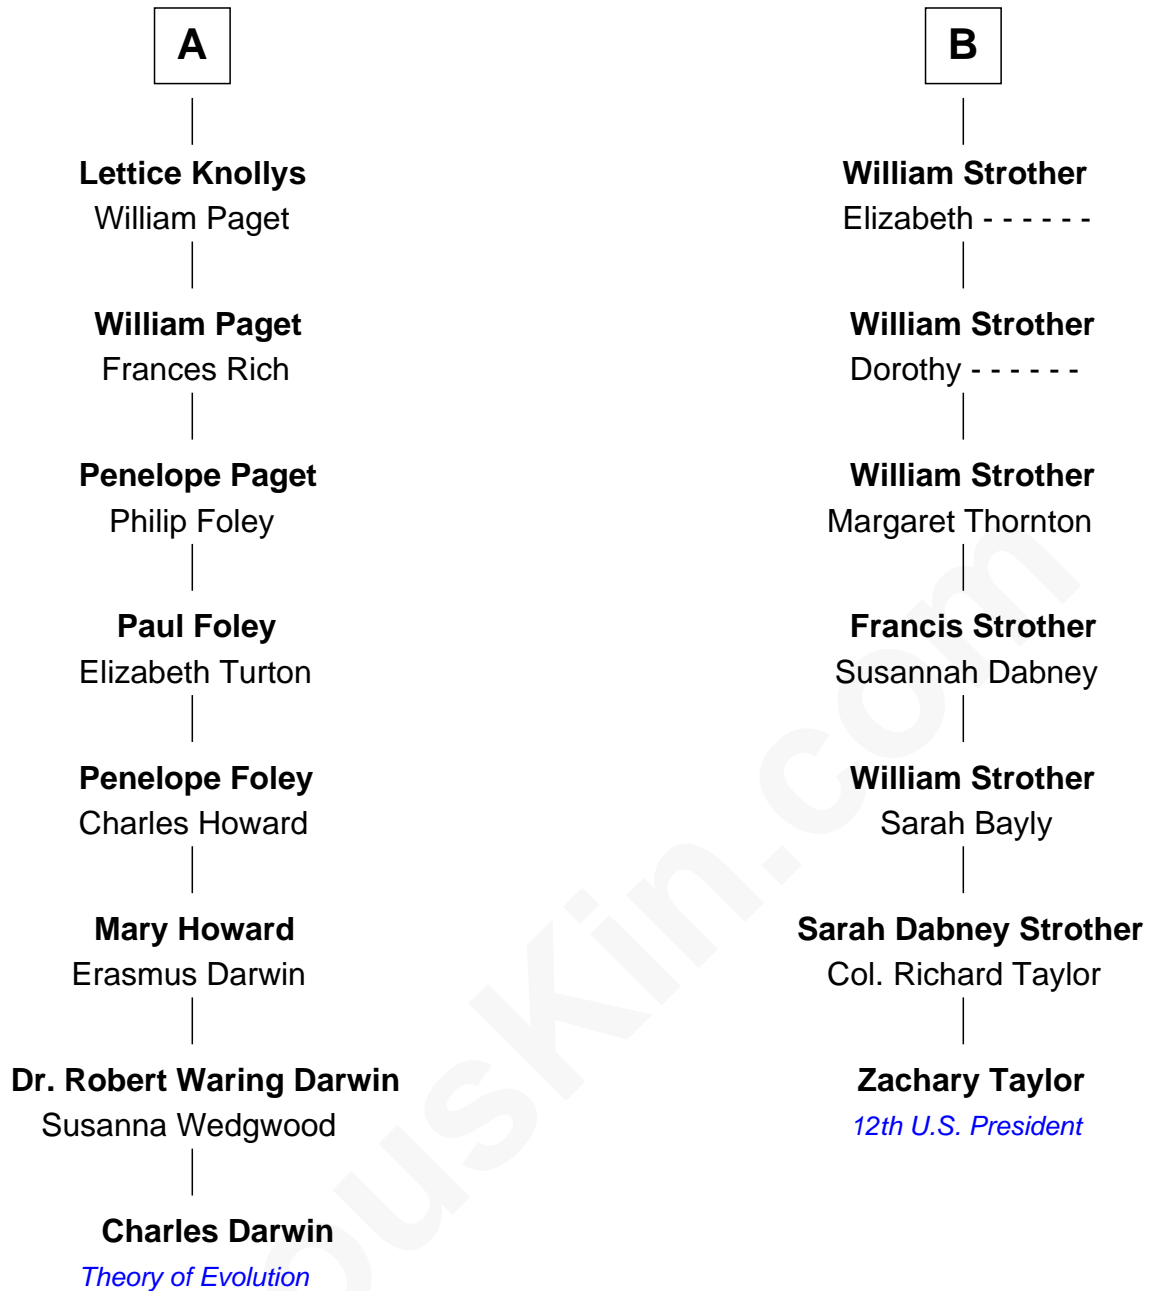 A
Lettice Knollys
William Paget
William Paget
Frances Rich
Penelope Paget
Philip Foley
Paul Foley
Elizabeth Turton
Penelope Foley
Charles Howard
Mary Howard
Erasmus Darwin
Dr. Robert Waring Darwin
Susanna Wedgwood
Charles Darwin
Theory of Evolution
B
William Strother
Elizabeth - - - - - -
William Strother
Dorothy - - - - - -
William Strother
Margaret Thornton
Francis Strother
Susannah Dabney
William Strother
Sarah Bayly
Sarah Dabney Strother
Col. Richard Taylor
Zachary Taylor
12th U.S. President
ousKin.com